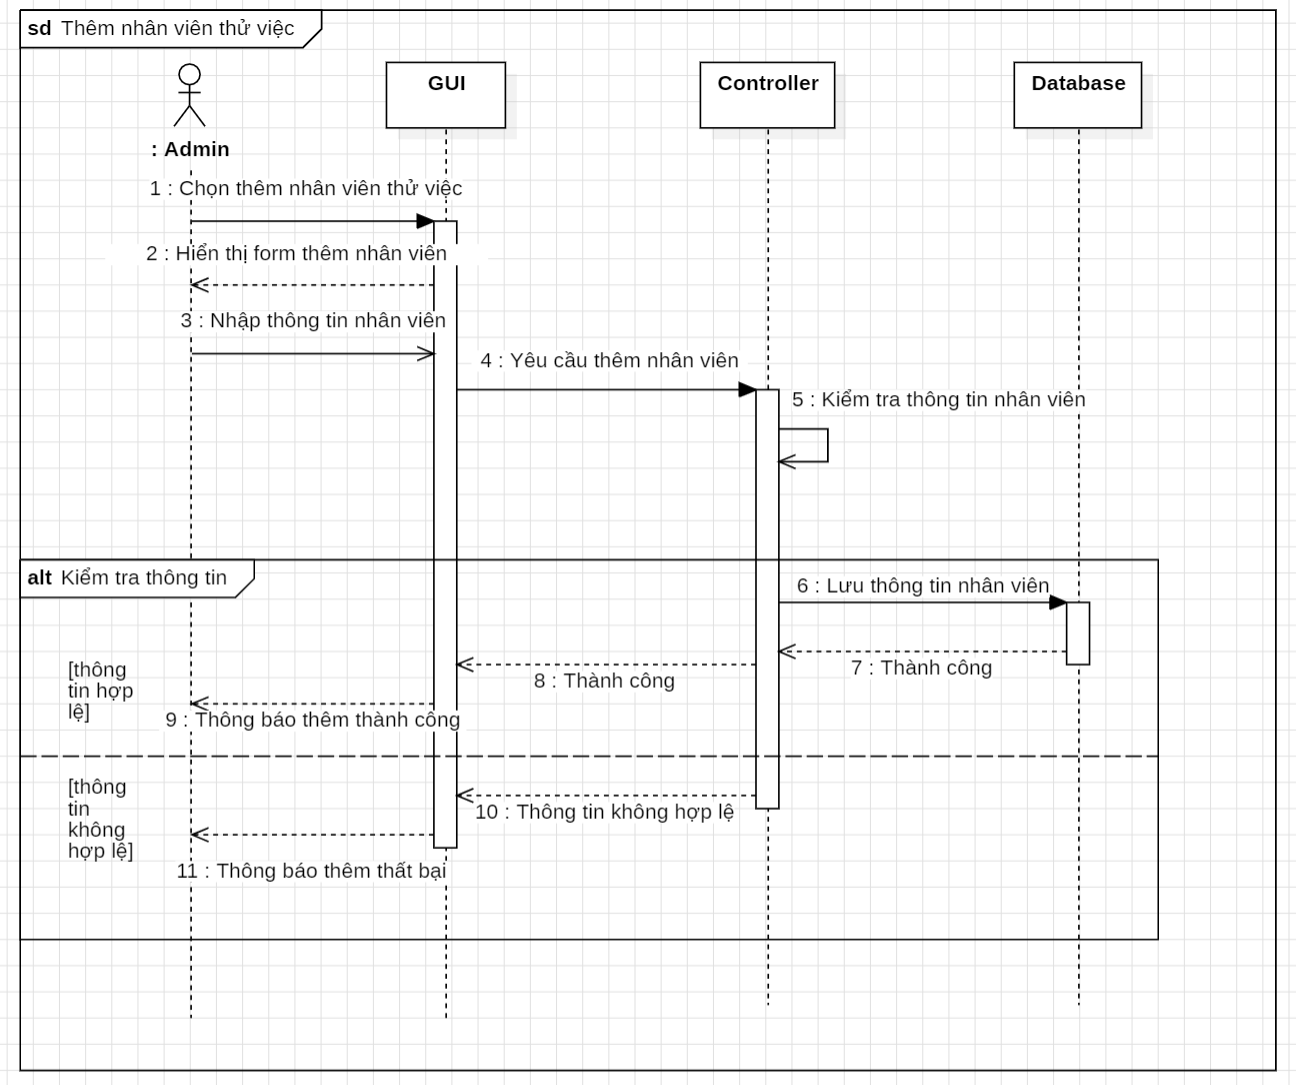 sd Thêm nhân viên thử việc
GUI
Controller
Database
: Admin
1 : Chọn thêm nhân viên thử việc
2 : Hiển thị form thêm nhân viên
3 : Nhập thông tin nhân viên
4 : Yêu cầu thêm nhân viên
5 : Kiểm tra thông tin nhân viên
alt Kiểm tra thông tin
6 : Lưu thông tin nhân viên
[thông
tin hợp
lệ]
7 : Thành công
8 : Thành công
9 : Thông báo thêm thành công
[thông
tin
không
hợp lệ]
10 : Thông tin không hợp lệ
11 : Thông báo thêm thất bại